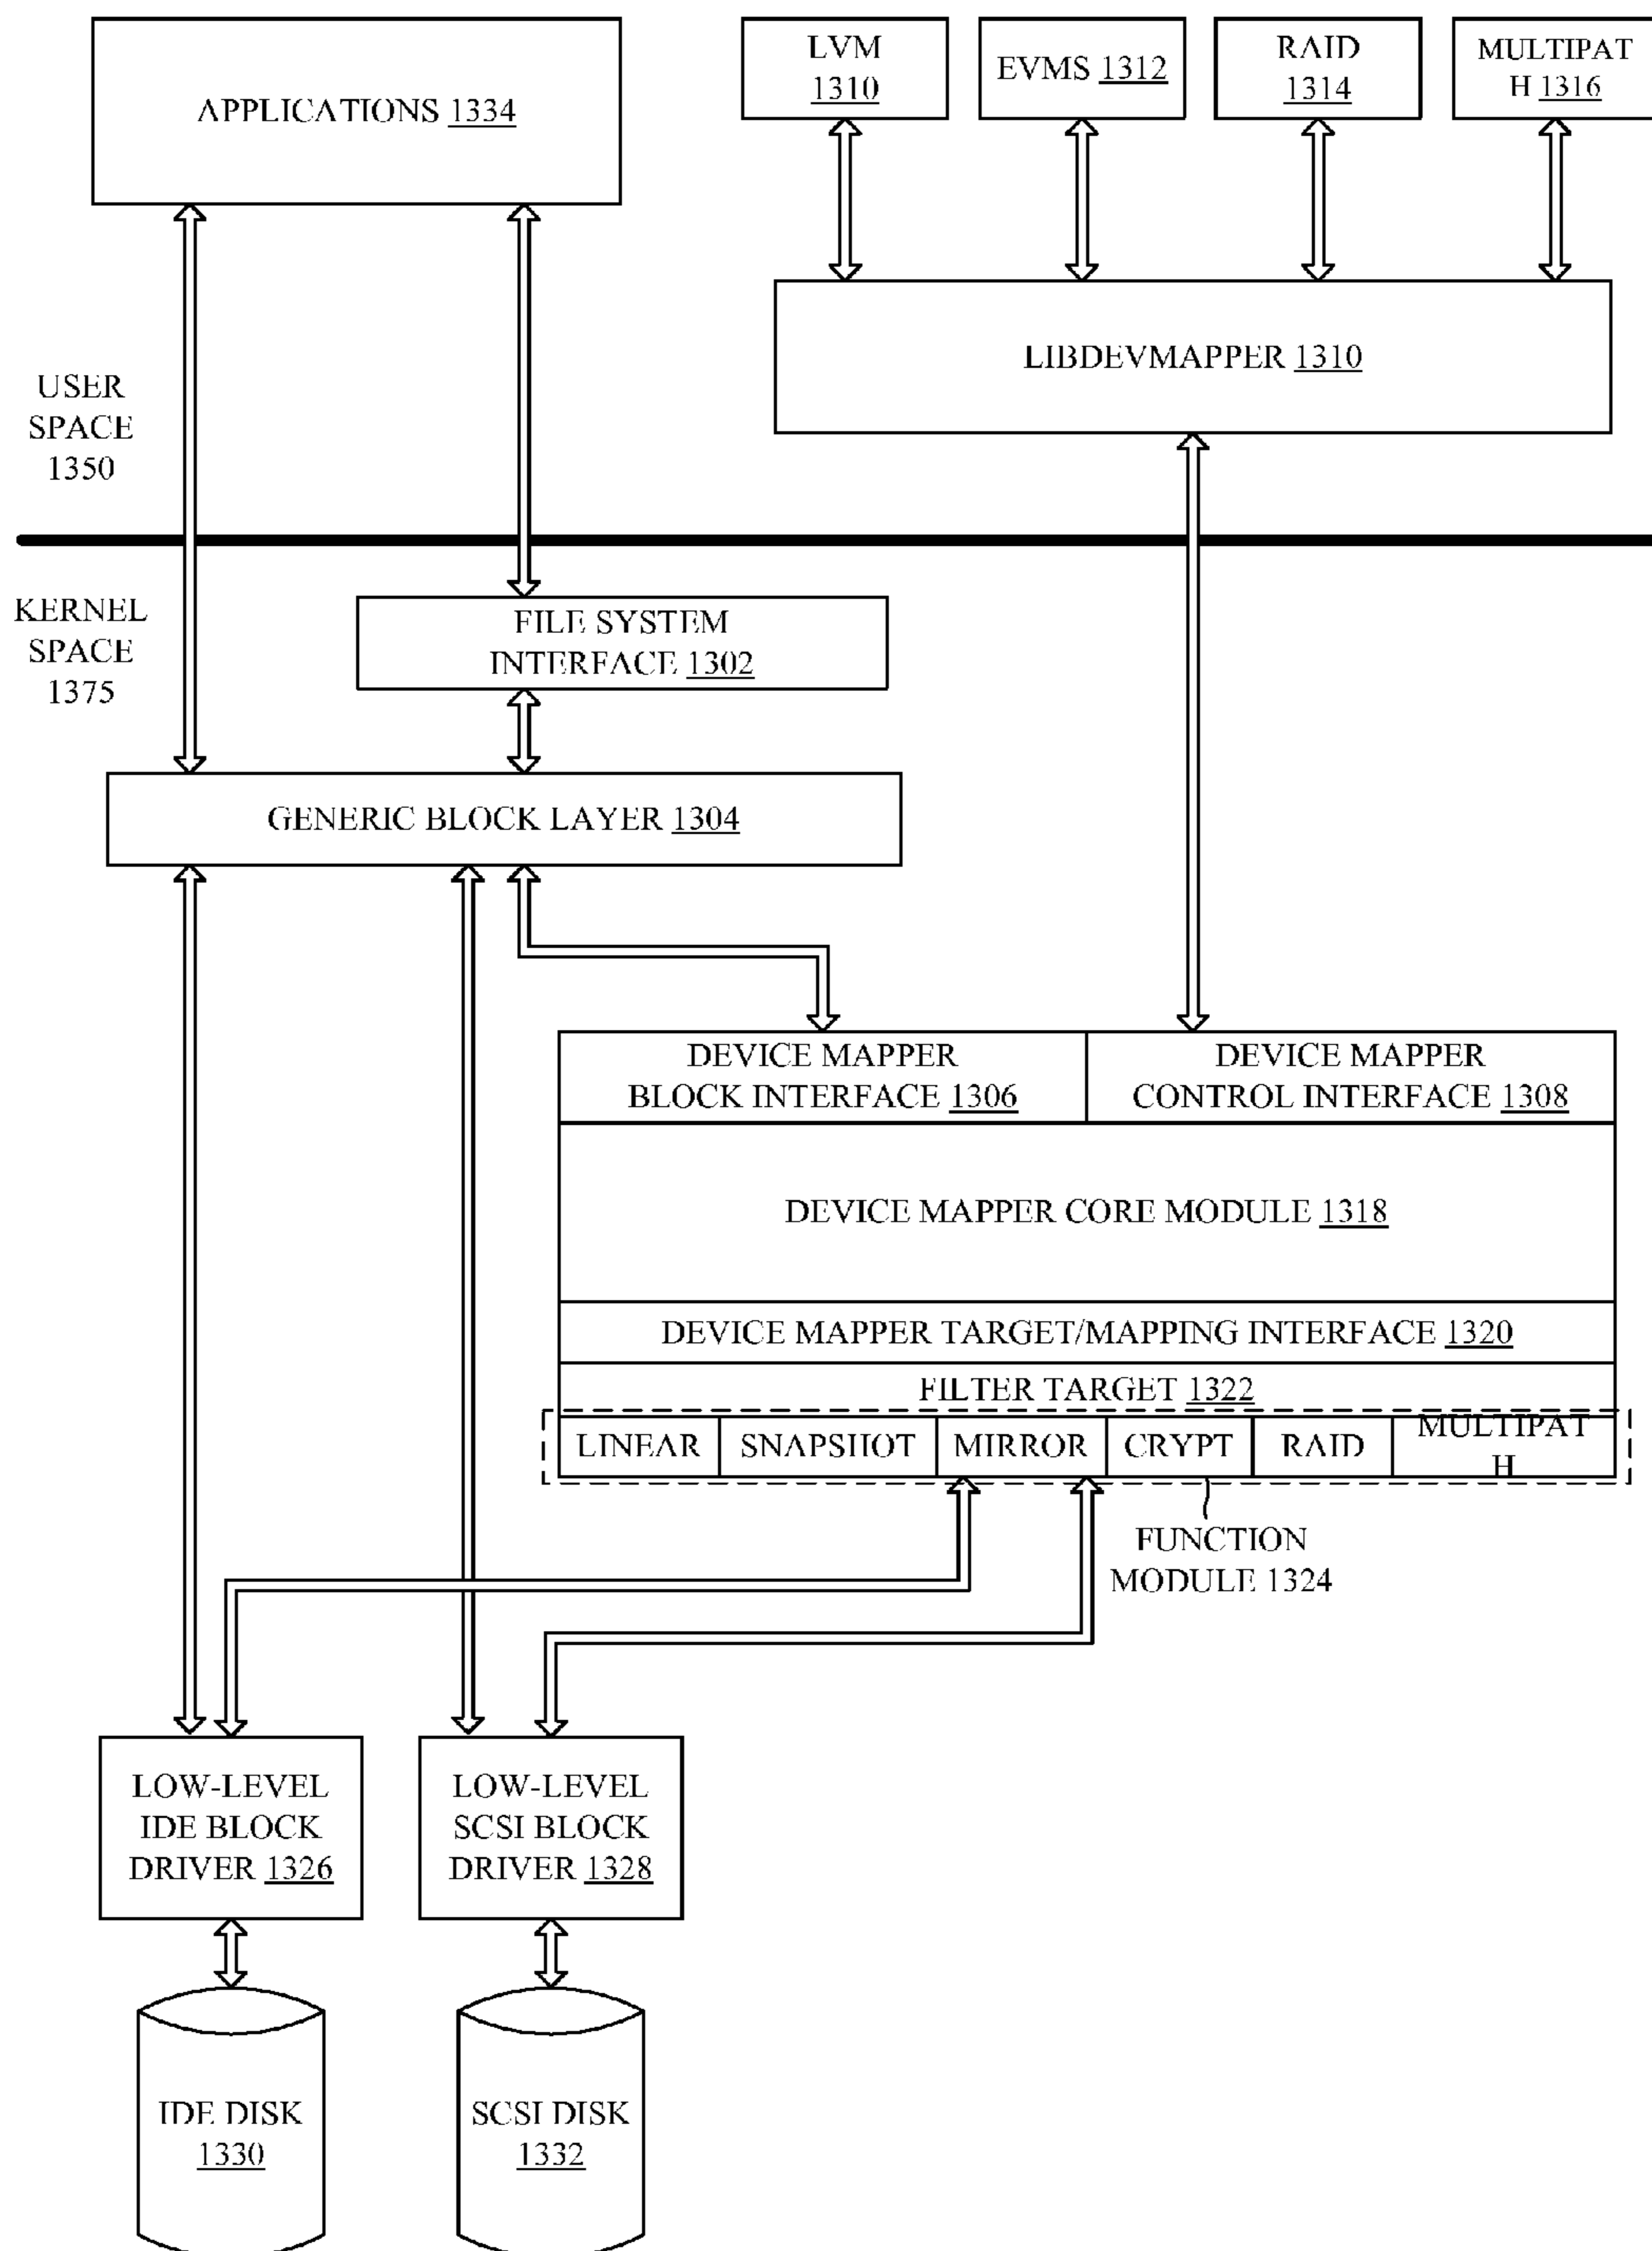 APPLICATIONS 1334
LVM
1310
EVMS 1312
RAID
1314
MULTIPAT
H 1316
LIBDEVMAPPER 1310
USER
SPACE
1350
KERNEL
SPACE
1375
FILE SYSTEM
INTERFACE 1302
GENERIC BLOCK LAYER 1304
DEVICE MAPPER
BLOCK INTERFACE 1306
DEVICE MAPPER
CONTROL INTERFACE 1308
DEVICE MAPPER CORE MODULE 1318
DEVICE MAPPER TARGET/MAPPING INTERFACE 1320
FILTER TARGET 1322
LINEAR
SNAPSHOT
MIRROR
CRYPT
RAID
MULTIPAT
H
FUNCTION
MODULE 1324
LOW-LEVEL
IDE BLOCK
DRIVER 1326
LOW-LEVEL
SCSI BLOCK
DRIVER 1328
IDE DISK
1330
SCSI DISK
1332